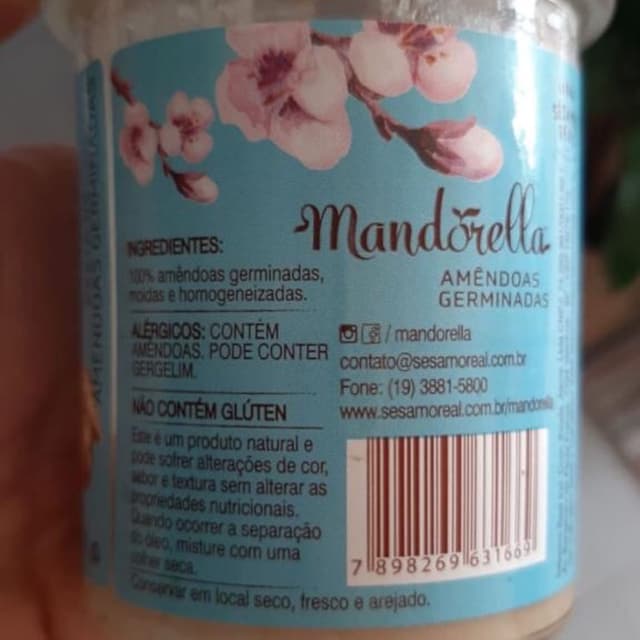 Mandorella
AMÊNDOAS
GERMINADAS
INGREDIENTES:
100% amêndoas germinadas,
moídas e homogeneizadas.
ALÉRGICOS: CONTÉM
AMÊNDOAS. PODE CONTER
GERGELIM.
NÃO CONTÉM GLÚTEN
Este é um produto natural e
pode sofrer alterações de cor,
sabor e textura sem alterar as
propriedades nutricionais.
Quando ocorrer a separação
do óleo, misture com uma
colher seca.
Conservar em local seco, fresco e arejado.
/ mandorella
contato@sesamoreal.com.br
Fone: (19) 3881-5800
www.sesamoreal.com.br/mandorella
7 898269 631669
AMÊNDOAS GERMINADAS